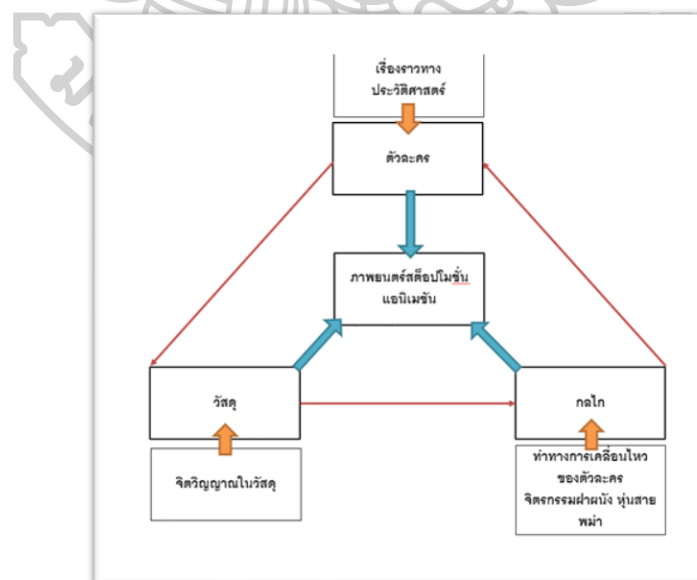 เรื่องราวทาง
ประวัติศาสตร์
ตัวละคร
ภาพยนตร์สต็อปโมชั่น
แอนิเมชัน
วัสดุ
กลไก
จิตวิญญาณในวัสดุ
ท่าทางการเคลื่อนไหว
ของตัวละคร
จิตรกรรมฝาผนัง หุ่นสาย
พม่า